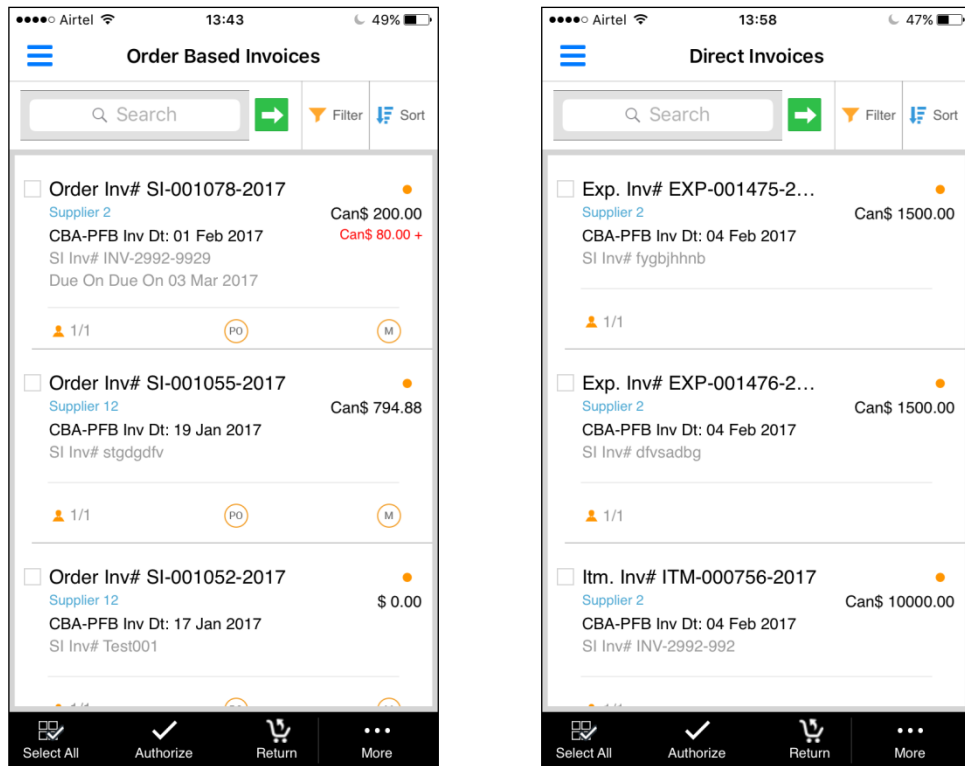 Airtel 13:43 49%
Order Based Invoices
Search Filter Sort
Order Inv# SI-001078-2017
Supplier 2 Can$ 200.00
CBA-PFB Inv Dt: 01 Feb 2017 Can$ 80.00 +
SI Inv# INV-2992-9929
Due On Due On 03 Mar 2017
1/1 PO M
Order Inv# SI-001055-2017
Supplier 12 Can$ 794.88
CBA-PFB Inv Dt: 19 Jan 2017
SI Inv# stgdgdfv
1/1 PO M
Order Inv# SI-001052-2017
Supplier 12 $ 0.00
CBA-PFB Inv Dt: 17 Jan 2017
SI Inv# Test001
Select All Authorize Return More
Airtel 13:58 47%
Direct Invoices
Search Filter Sort
Exp. Inv# EXP-001475-2...
Supplier 2 Can$ 1500.00
CBA-PFB Inv Dt: 04 Feb 2017
SI Inv# fygbjhhnb
1/1
Exp. Inv# EXP-001476-2...
Supplier 2 Can$ 1500.00
CBA-PFB Inv Dt: 04 Feb 2017
SI Inv# dfvsadbg
1/1
Itm. Inv# ITM-000756-2017
Supplier 2 Can$ 10000.00
CBA-PFB Inv Dt: 04 Feb 2017
SI Inv# INV-2992-992
Select All Authorize Return More